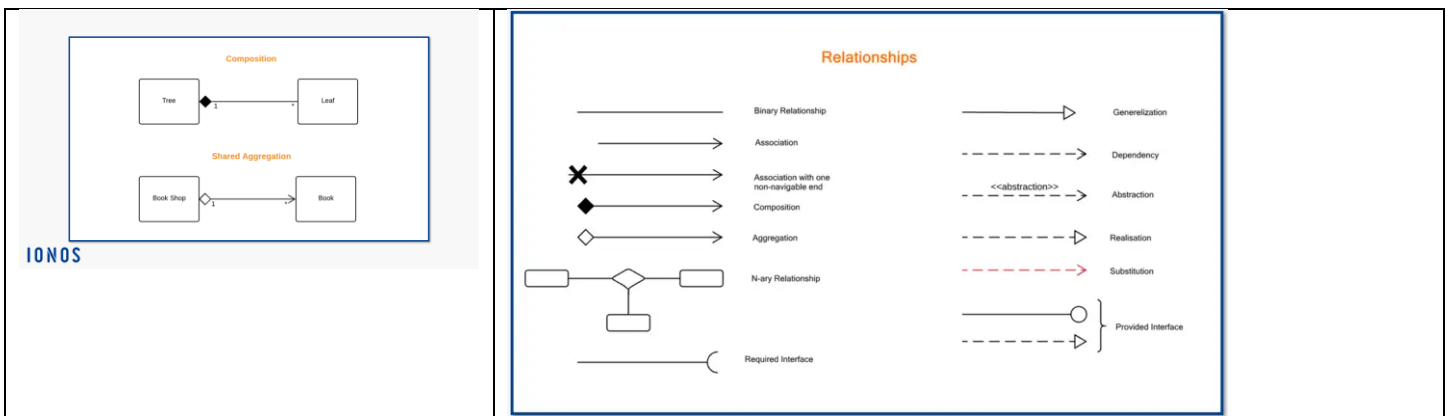 Composition
Tree
1
*
Leaf
Shared Aggregation
Book Shop
1
*
Book
IONOS
Relationships
Binary Relationship
Association
Association with one
non-navigable end
Composition
Aggregation
N-ary Relationship
Required Interface
Generelization
Dependency
<<abstraction>>
Abstraction
Realisation
Substitution
Provided Interface